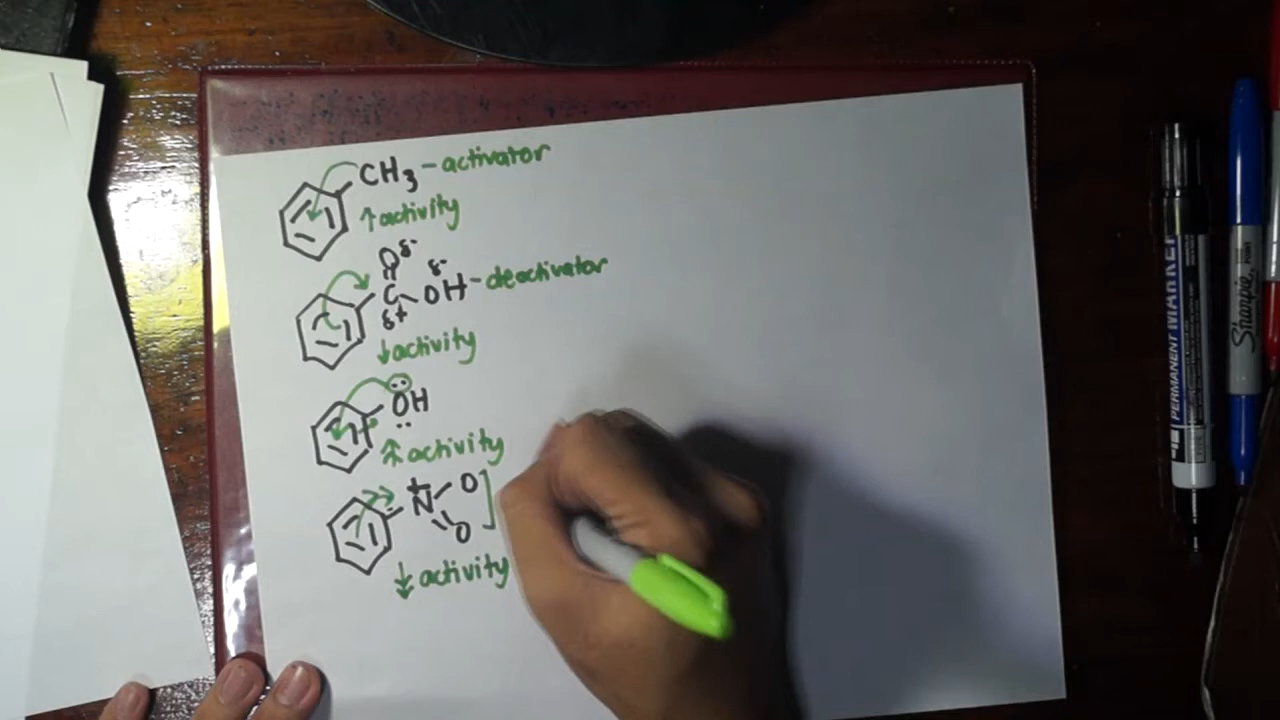 CH3 - activator
↑ activity
O δ-
C OH δ- - deactivator
δ+
↓ activity
OH
↑ activity
+
N O
O
↓ activity
PERMANENT MARKER
Sharpie